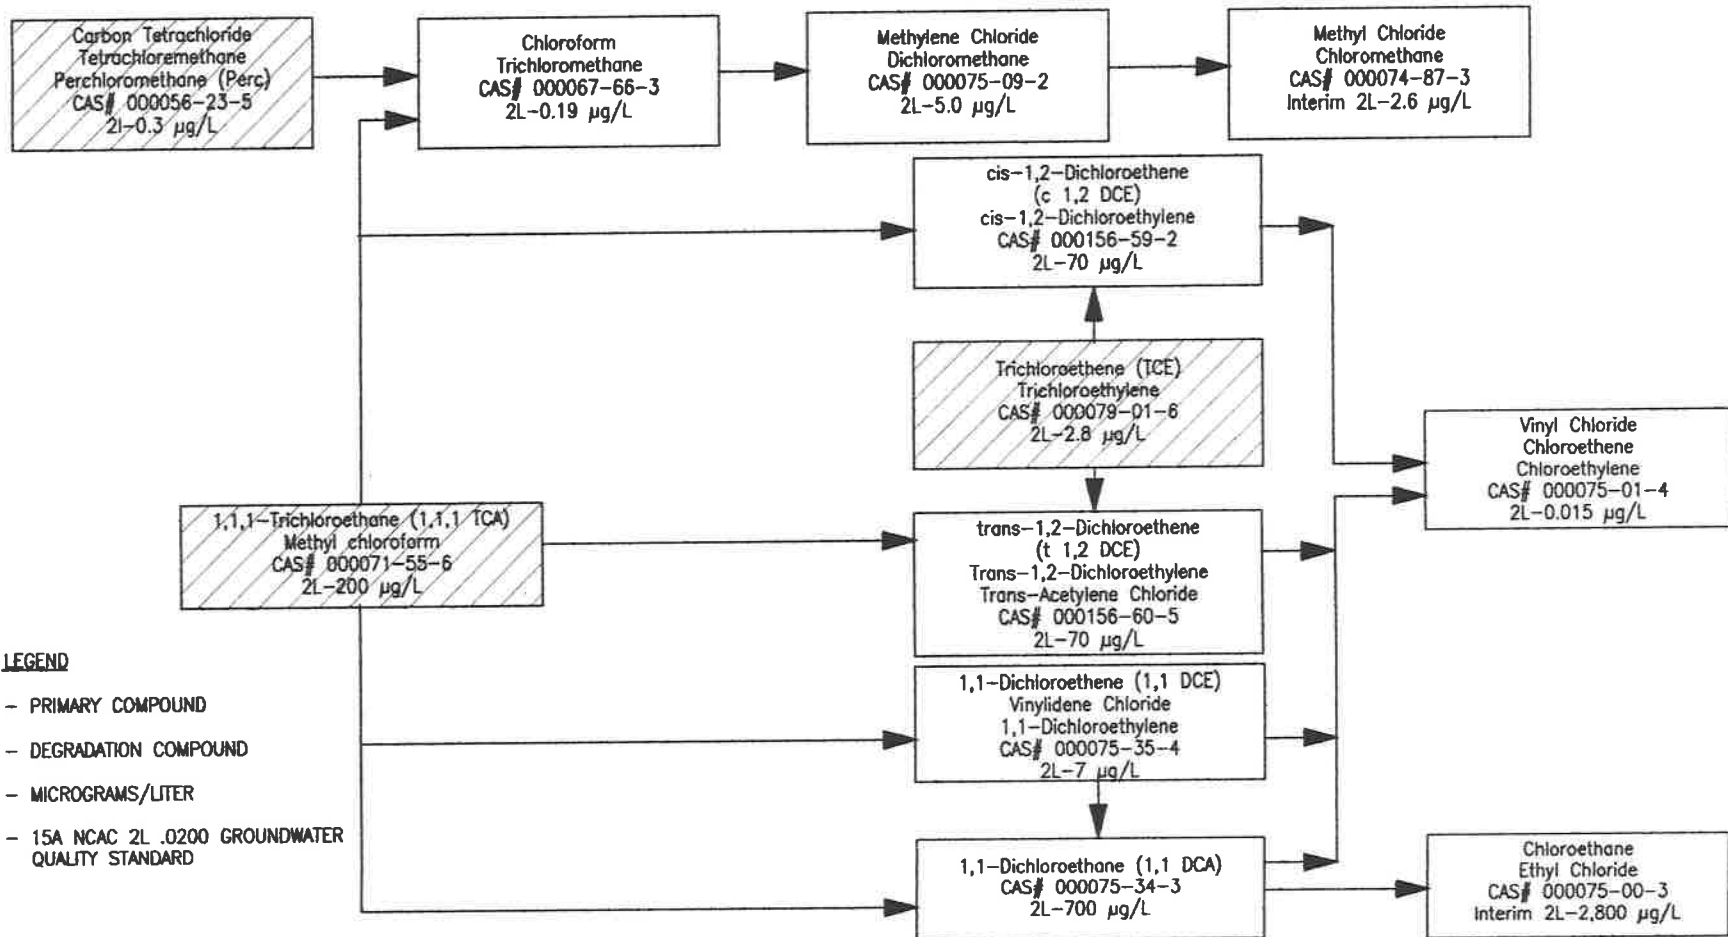 Carbon Tetrachloride
Tetrachloremethane
Perchloromethane (Perc)
CAS# 000056-23-5
2l-0.3 µg/L
Chloroform
Trichloromethane
CAS# 000067-66-3
2L-0.19 µg/L
Methylene Chloride
Dichloromethane
CAS# 000075-09-2
2L-5.0 µg/L
Methyl Chloride
Chloromethane
CAS# 000074-87-3
Interim 2L-2.6 µg/L
cis-1,2-Dichloroethene
(c 1,2 DCE)
cis-1,2-Dichloroethylene
CAS# 000156-59-2
2L-70 µg/L
Trichloroethene (TCE)
Trichloroethylene
CAS# 000079-01-6
2L-2.8 µg/L
Vinyl Chloride
Chloroethene
Chloroethylene
CAS# 000075-01-4
2L-0.015 µg/L
1,1,1-Trichloroethane (1,1,1 TCA)
Methyl chloroform
CAS# 000071-55-6
2L-200 µg/L
trans-1,2-Dichloroethene
(t 1,2 DCE)
Trans-1,2-Dichloroethylene
Trans-Acetylene Chloride
CAS# 000156-60-5
2L-70 µg/L
1,1-Dichloroethene (1,1 DCE)
Vinylidene Chloride
1,1-Dichloroethylene
CAS# 000075-35-4
2L-7 µg/L
1,1-Dichloroethane (1,1 DCA)
CAS# 000075-34-3
2L-700 µg/L
Chloroethane
Ethyl Chloride
CAS# 000075-00-3
Interim 2L-2,800 µg/L
LEGEND
- PRIMARY COMPOUND
- DEGRADATION COMPOUND
- MICROGRAMS/LITER
- 15A NCAC 2L .0200 GROUNDWATER
QUALITY STANDARD